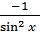 -1
sin² x